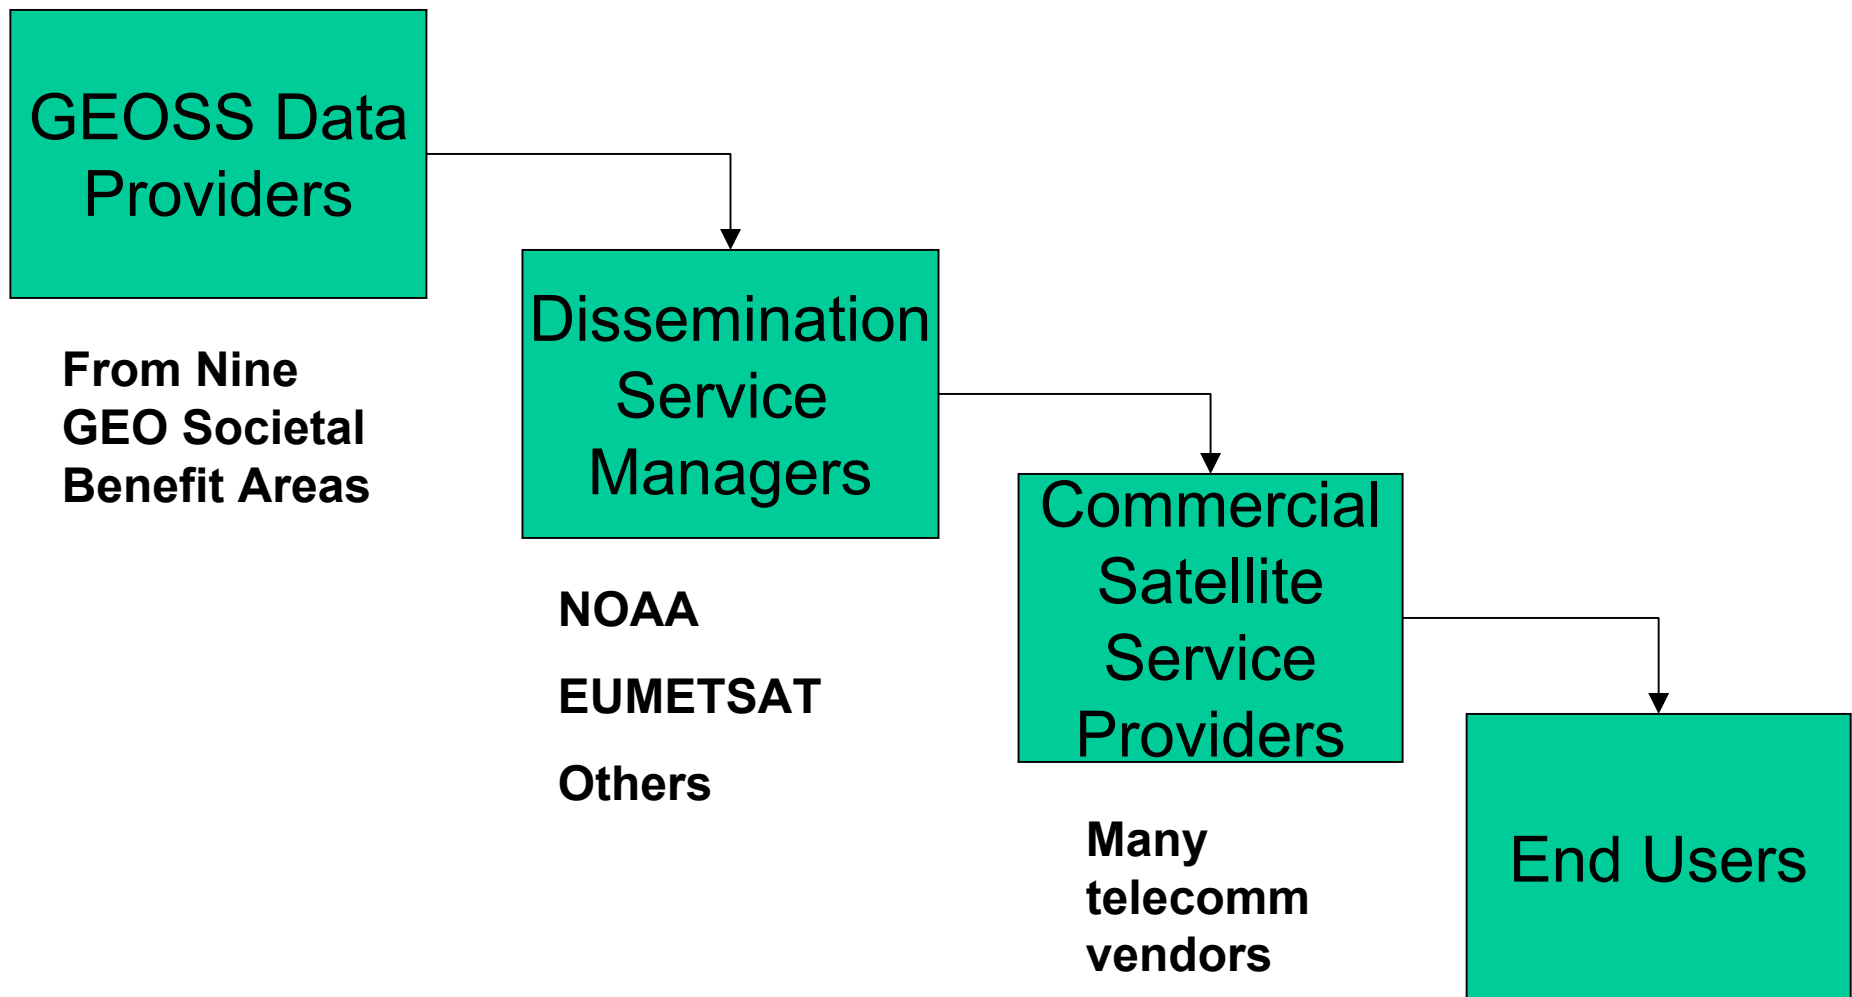 GEOSS Data
Providers
From Nine
GEO Societal
Benefit Areas
Dissemination
Service
Managers
NOAA
EUMETSAT
Others
Commercial
Satellite
Service
Providers
Many
telecomm
vendors
End Users